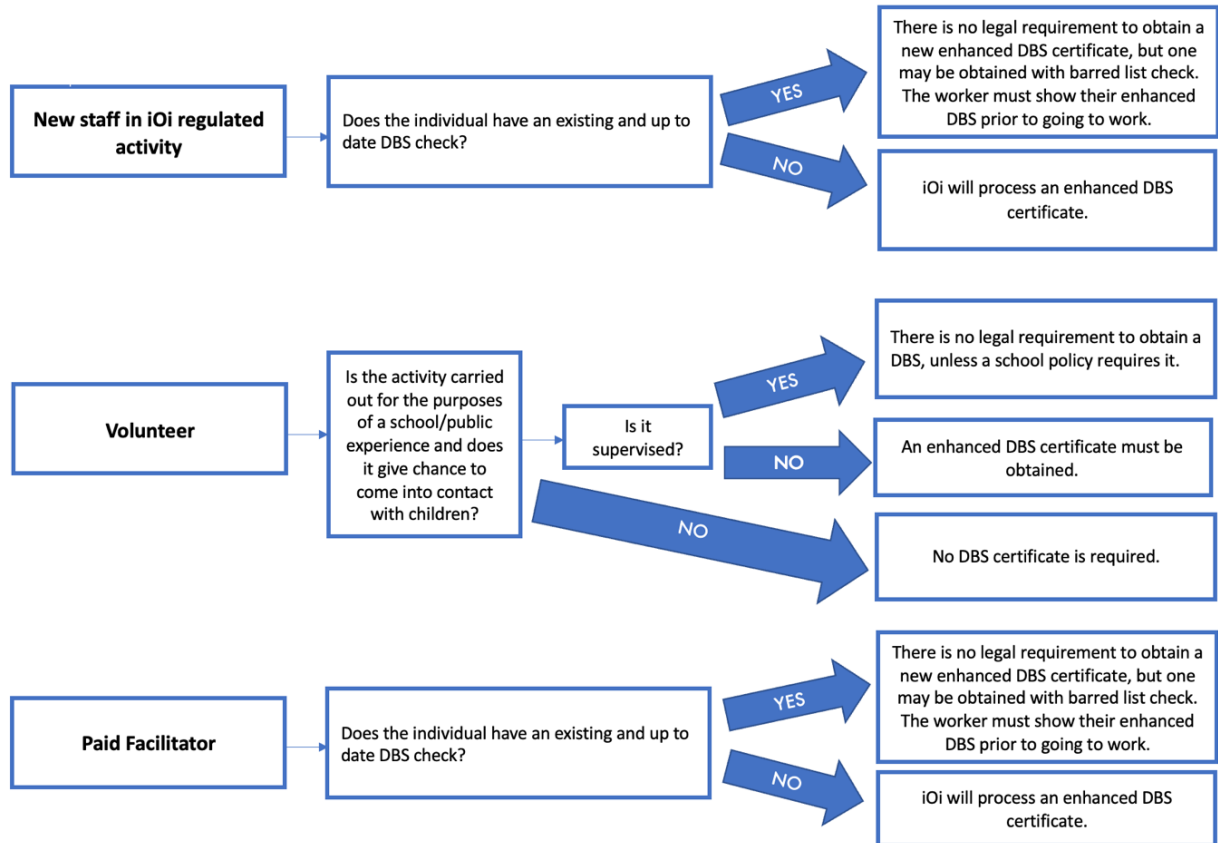 New staff in iOi regulated
activity
Does the individual have an existing and up to
date DBS check?
YES
There is no legal requirement to obtain a
new enhanced DBS certificate, but one
may be obtained with barred list check.
The worker must show their enhanced
DBS prior to going to work.
NO
iOi will process an enhanced DBS
certificate.
Volunteer
Is the activity carried
out for the purposes
of a school/public
experience and does
it give chance to
come into contact
with children?
Is it
supervised?
YES
There is no legal requirement to obtain a
DBS, unless a school policy requires it.
NO
An enhanced DBS certificate must be
obtained.
NO
No DBS certificate is required.
Paid Facilitator
Does the individual have an existing and up to
date DBS check?
YES
There is no legal requirement to obtain a
new enhanced DBS certificate, but one
may be obtained with barred list check.
The worker must show their enhanced
DBS prior to going to work.
NO
iOi will process an enhanced DBS
certificate.